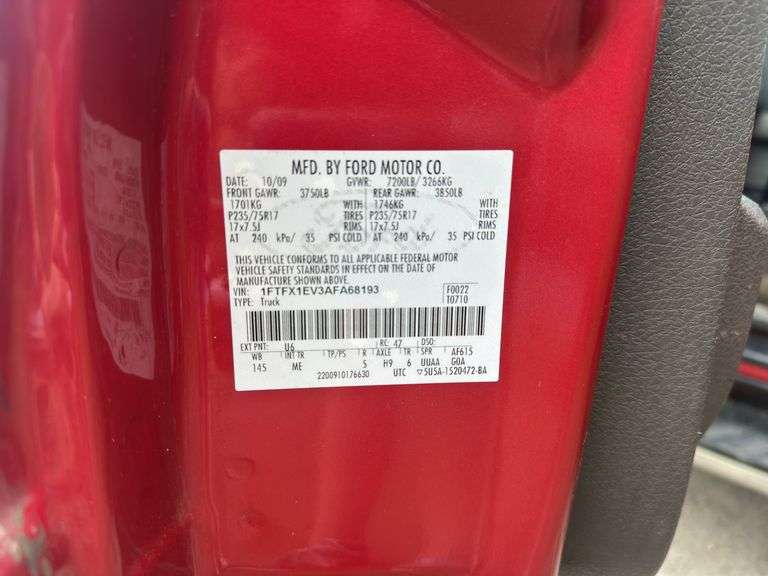 MFD. BY FORD MOTOR CO.
DATE: 10/09 GVWR: 7200LB/ 3266KG
FRONT GAWR: 3750LB REAR GAWR: 3850LB
1701KG WITH 1746KG WITH
P235/75R17 TIRES P235/75R17 TIRES
17x7.5J RIMS 17x7.5J RIMS
AT 240 kPa/ 35 PSI COLD AT 240 kPa/ 35 PSI COLD
THIS VEHICLE CONFORMS TO ALL APPLICABLE FEDERAL MOTOR
VEHICLE SAFETY STANDARDS IN EFFECT ON THE DATE OF
MANUFACTURE SHOWN ABOVE.
VIN: 1FTFX1EV3AFA68193 F0022
TYPE: Truck T0710
EXT PNT: U6 RC: 47 DSO:
WB INT TR TP/PS R AXLE TR SPR AF615
145 ME 5 H9 6 UUAA G0A
2200910176630 UTC 5U5A-1520472-BA